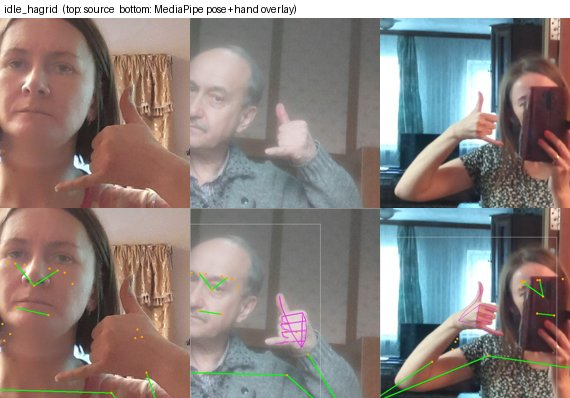 idle_hagrid (top: source bottom: MediaPipe pose+hand overlay)